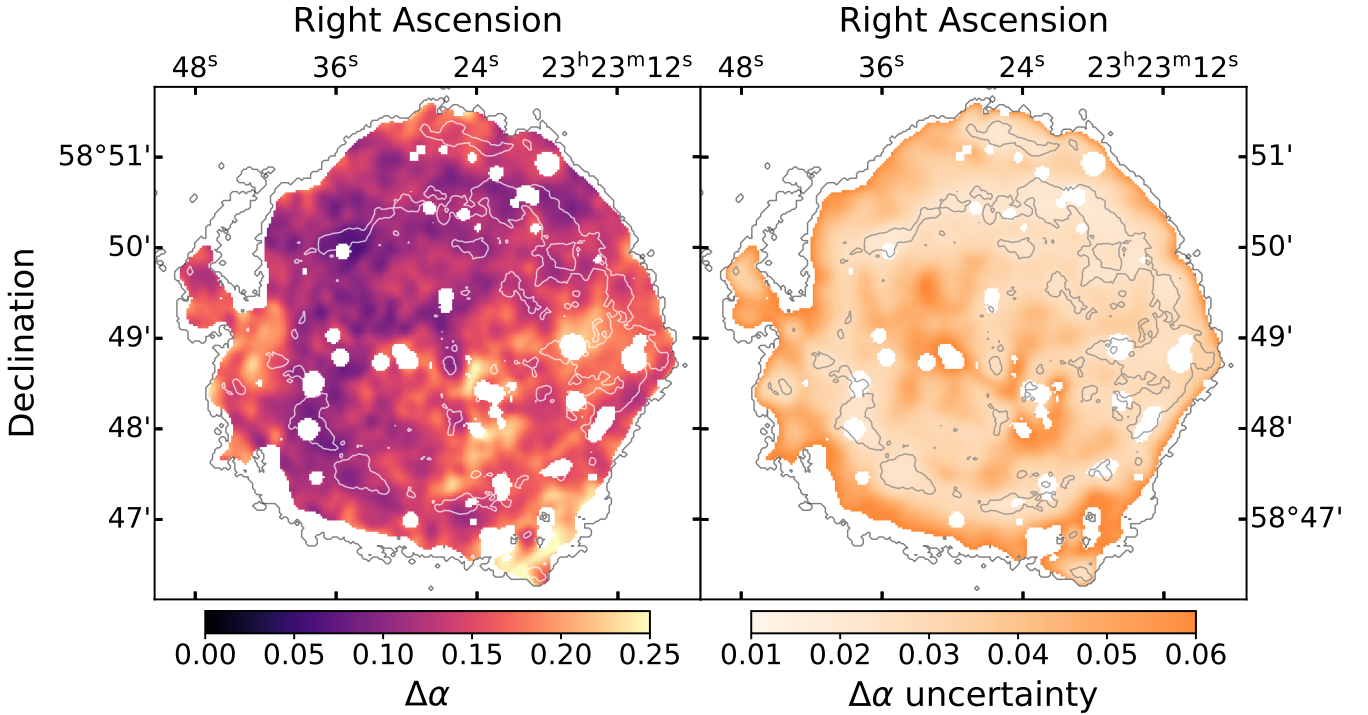 Right Ascension Right Ascension
48ˢ 36ˢ 24ˢ 23ʰ23ᵐ12ˢ 48ˢ 36ˢ 24ˢ 23ʰ23ᵐ12ˢ
58°51' 51'
50' 50'
49' 49'
48' 48'
47' 58°47'
Declination
0.00 0.05 0.10 0.15 0.20 0.25 0.01 0.02 0.03 0.04 0.05 0.06
Δα Δα uncertainty